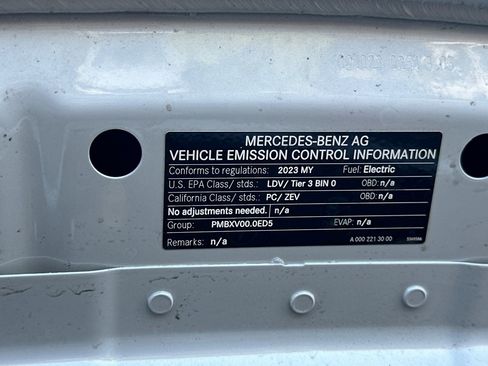 MERCEDES-BENZ AG
VEHICLE EMISSION CONTROL INFORMATION
Conforms to regulations: 2023 MY Fuel: Electric
U.S. EPA Class/ stds.: LDV/ Tier 3 BIN 0 OBD: n/a
California Class/ stds.: PC/ ZEV OBD: n/a
No adjustments needed. n/a
Group: PMBXV00.0ED5 EVAP: n/a
Remarks: n/a A 000 221 30 00